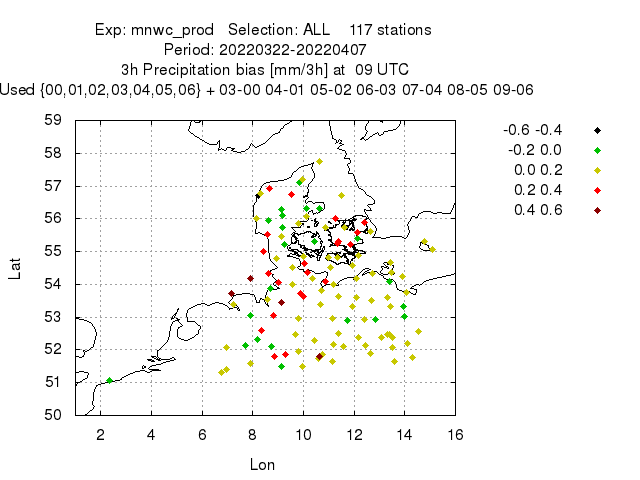 Exp: mnwc_prod   Selection: ALL    117 stations
Period: 20220322-20220407
3h Precipitation bias [mm/3h] at  09 UTC
Used {00,01,02,03,04,05,06} + 03-00 04-01 05-02 06-03 07-04 08-05 09-06
-0.6 -0.4
-0.2 0.0
0.0 0.2
0.2 0.4
0.4 0.6
59
58
57
56
55
54
53
52
51
50
Lat
2 4 6 8 10 12 14 16
Lon